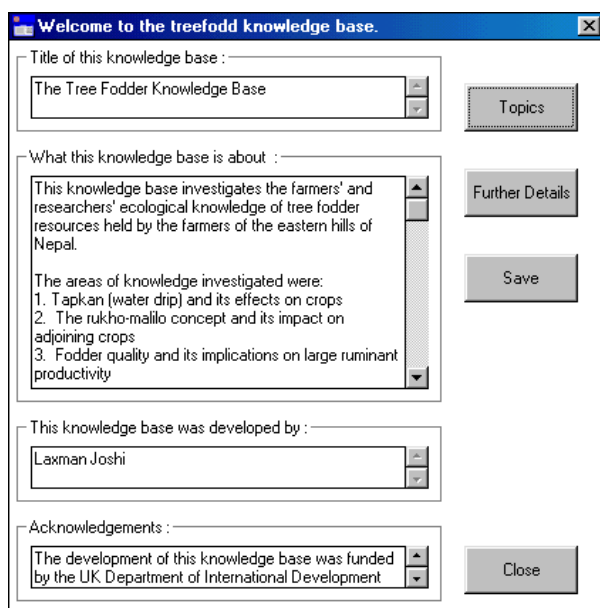 Welcome to the treefodd knowledge base.
Title of this knowledge base :
The Tree Fodder Knowledge Base
Topics
What this knowledge base is about :
This knowledge base investigates the farmers' and
researchers' ecological knowledge of tree fodder
resources held by the farmers of the eastern hills of
Nepal.
The areas of knowledge investigated were:
1. Tapkan (water drip) and its effects on crops
2. The rukho-malilo concept and its impact on
adjoining crops
3. Fodder quality and its implications on large ruminant
productivity
Further Details
Save
This knowledge base was developed by :
Laxman Joshi
Acknowledgements :
The development of this knowledge base was funded
by the UK Department of International Development
Close